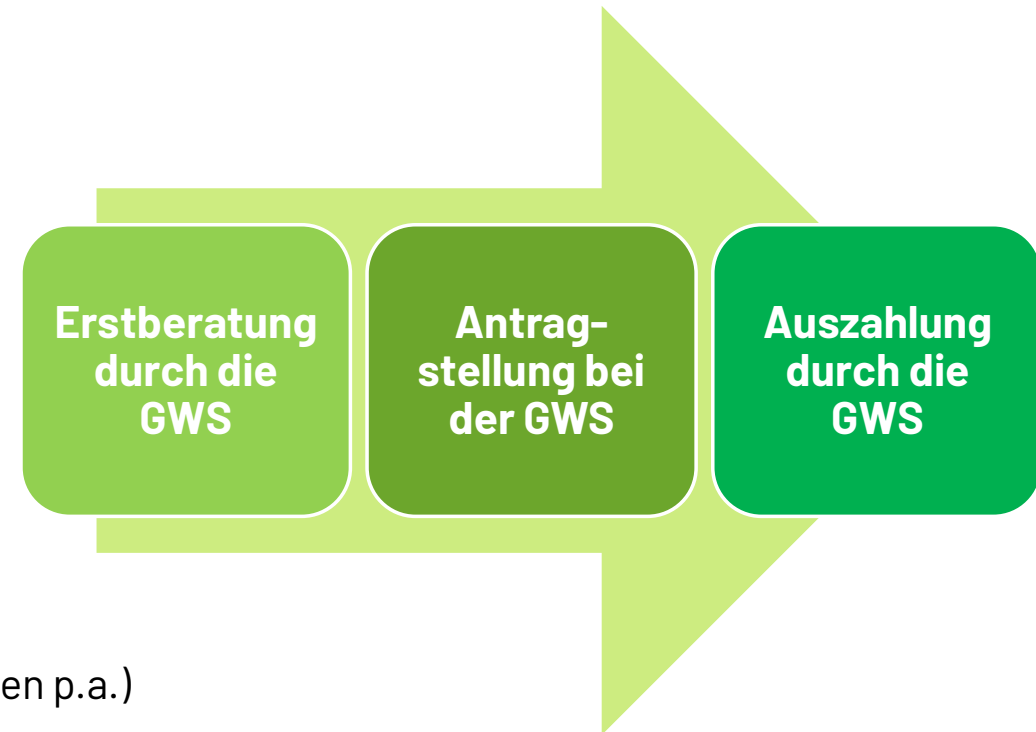 Erstberatung
durch die
GWS
Antrag-
stellung bei
der GWS
Auszahlung
durch die
GWS
en p.a.)